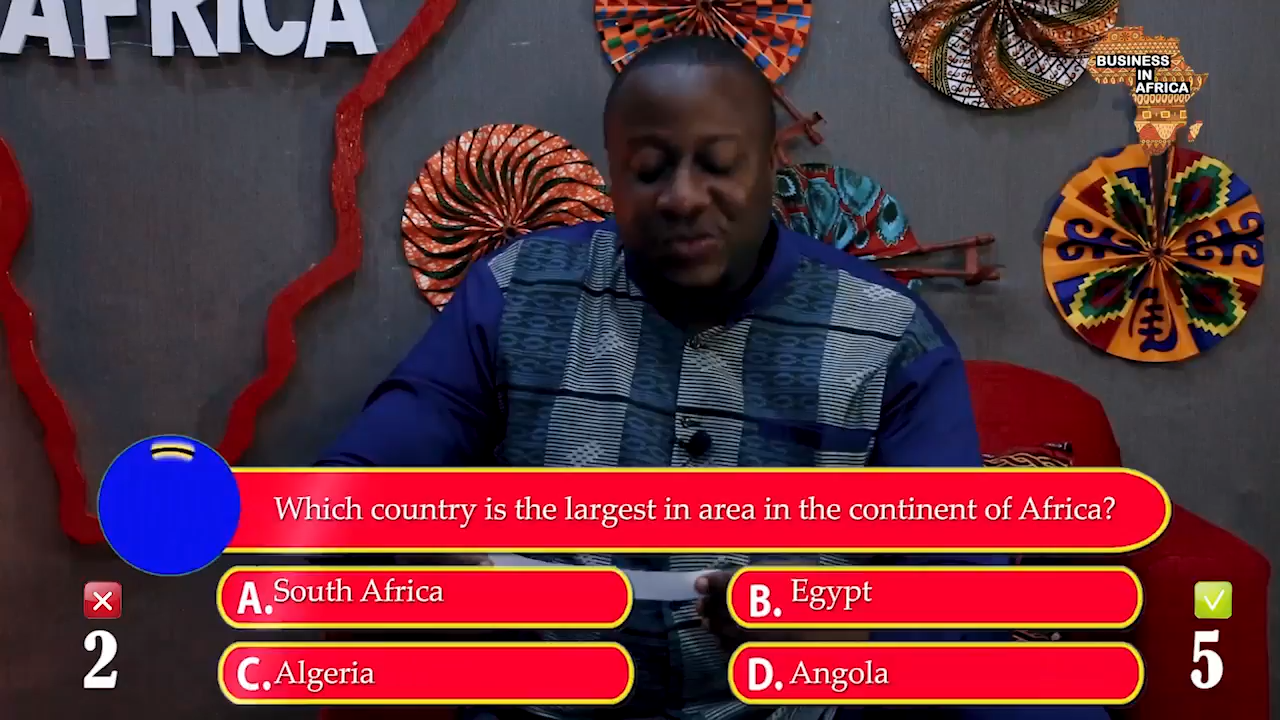 AFRICA
BUSINESS
IN
AFRICA
Which country is the largest in area in the continent of Africa?
A. South Africa
B. Egypt
C. Algeria
D. Angola
2
5